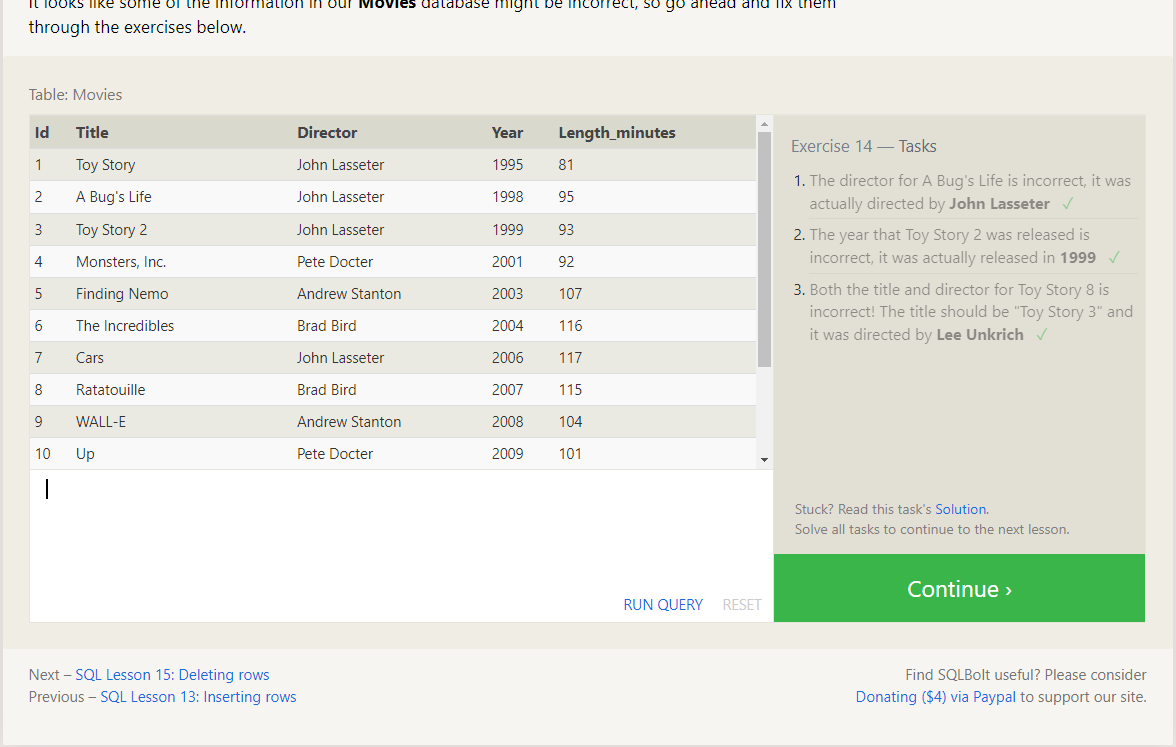 It looks like some of the information in our Movies database might be incorrect, so go ahead and fix them
through the exercises below.
Table: Movies
Id Title Director Year Length_minutes
1 Toy Story John Lasseter 1995 81
2 A Bug's Life John Lasseter 1998 95
3 Toy Story 2 John Lasseter 1999 93
4 Monsters, Inc. Pete Docter 2001 92
5 Finding Nemo Andrew Stanton 2003 107
6 The Incredibles Brad Bird 2004 116
7 Cars John Lasseter 2006 117
8 Ratatouille Brad Bird 2007 115
9 WALL-E Andrew Stanton 2008 104
10 Up Pete Docter 2009 101
RUN QUERY RESET
Exercise 14 — Tasks
1. The director for A Bug's Life is incorrect, it was
actually directed by John Lasseter ✓
2. The year that Toy Story 2 was released is
incorrect, it was actually released in 1999 ✓
3. Both the title and director for Toy Story 8 is
incorrect! The title should be "Toy Story 3" and
it was directed by Lee Unkrich ✓
Stuck? Read this task's Solution.
Solve all tasks to continue to the next lesson.
Continue ›
Next – SQL Lesson 15: Deleting rows
Previous – SQL Lesson 13: Inserting rows
Find SQLBolt useful? Please consider
Donating ($4) via Paypal to support our site.